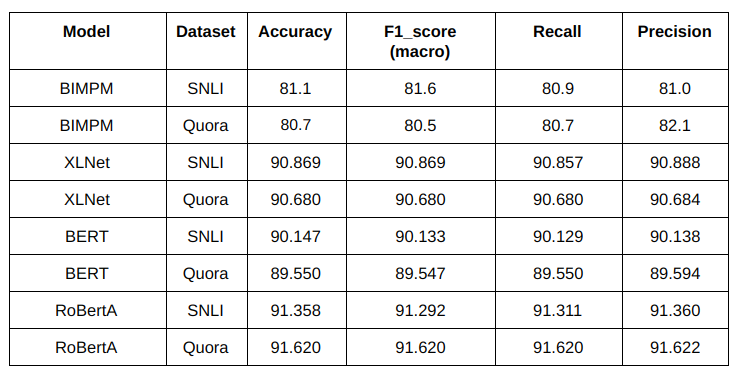 Model Dataset Accuracy F1_score (macro) Recall Precision
BIMPM SNLI 81.1 81.6 80.9 81.0
BIMPM Quora 80.7 80.5 80.7 82.1
XLNet SNLI 90.869 90.869 90.857 90.888
XLNet Quora 90.680 90.680 90.680 90.684
BERT SNLI 90.147 90.133 90.129 90.138
BERT Quora 89.550 89.547 89.550 89.594
RoBertA SNLI 91.358 91.292 91.311 91.360
RoBertA Quora 91.620 91.620 91.620 91.622